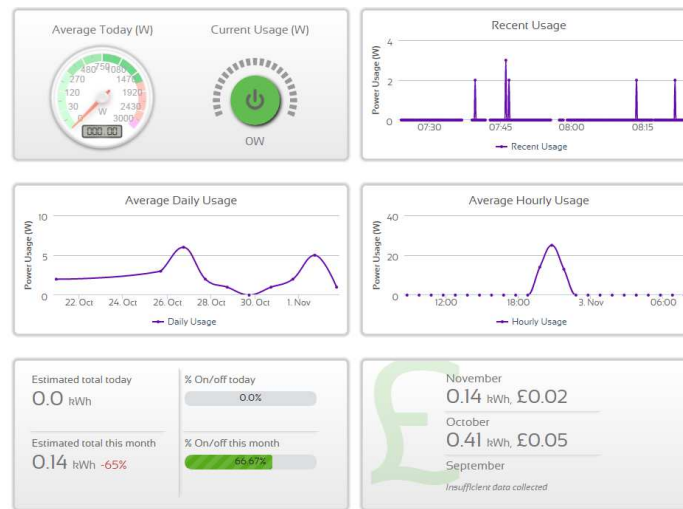 Average Today (W)
Current Usage (W)
0
30
120
270
480
750
1080
1470
1920
2430
3000
W
000.00
0W
Recent Usage
Power Usage (W)
4
2
0
07:30
07:45
08:00
08:15
Recent Usage
Average Daily Usage
Power Usage (W)
10
5
0
22. Oct
24. Oct
26. Oct
28. Oct
30. Oct
1. Nov
Daily Usage
Average Hourly Usage
Power Usage (W)
40
20
0
12:00
18:00
3. Nov
06:00
Hourly Usage
Estimated total today
0.0 kWh
% On/off today
0.0%
Estimated total this month
0.14 kWh -65%
% On/off this month
66.67%
£
November
0.14 kWh, £0.02
October
0.41 kWh, £0.05
September
Insufficient data collected